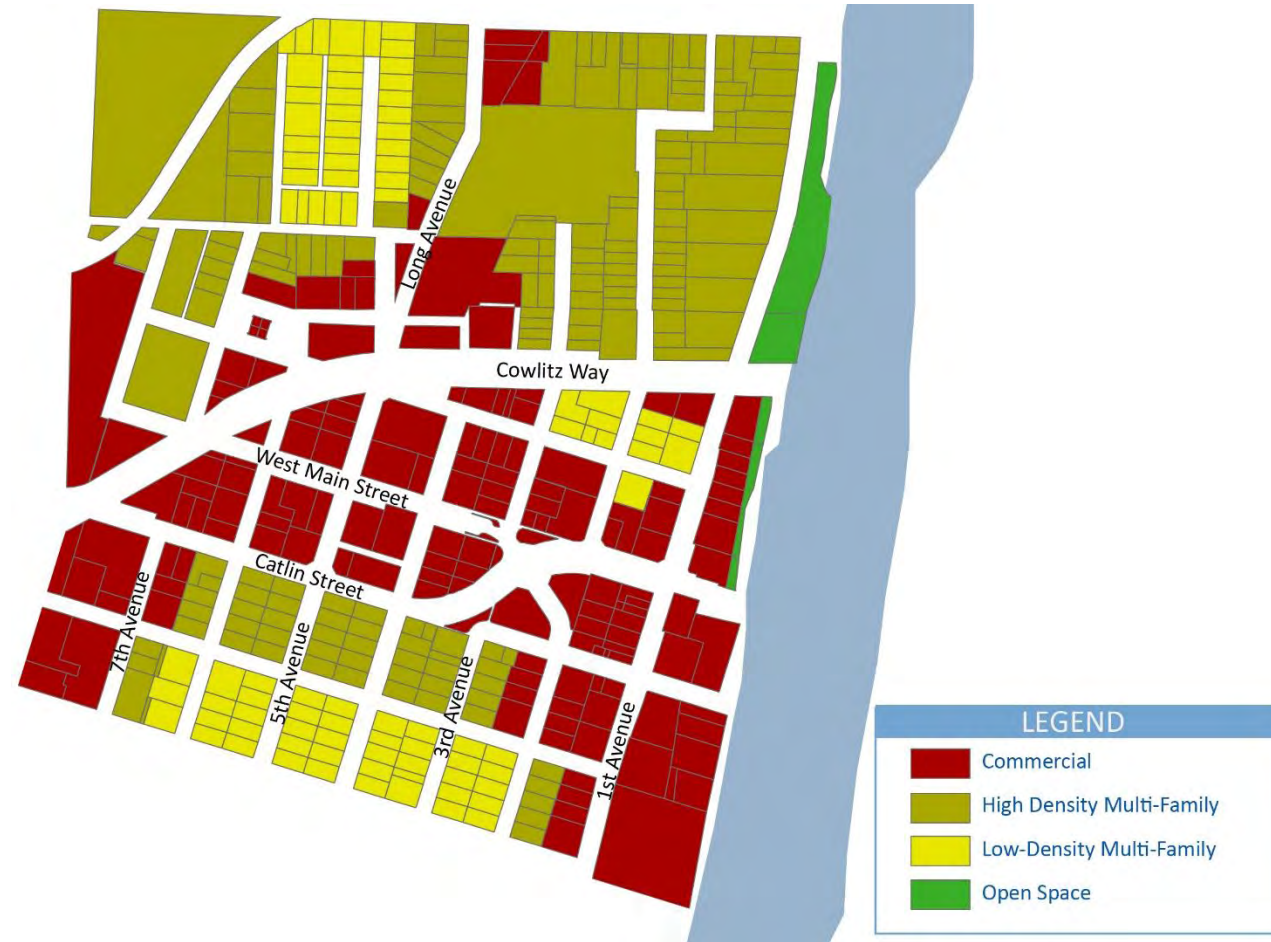 Long Avenue
Cowlitz Way
West Main Street
Catlin Street
7th Avenue
5th Avenue
3rd Avenue
1st Avenue
LEGEND
Commercial
High Density Multi-Family
Low-Density Multi-Family
Open Space